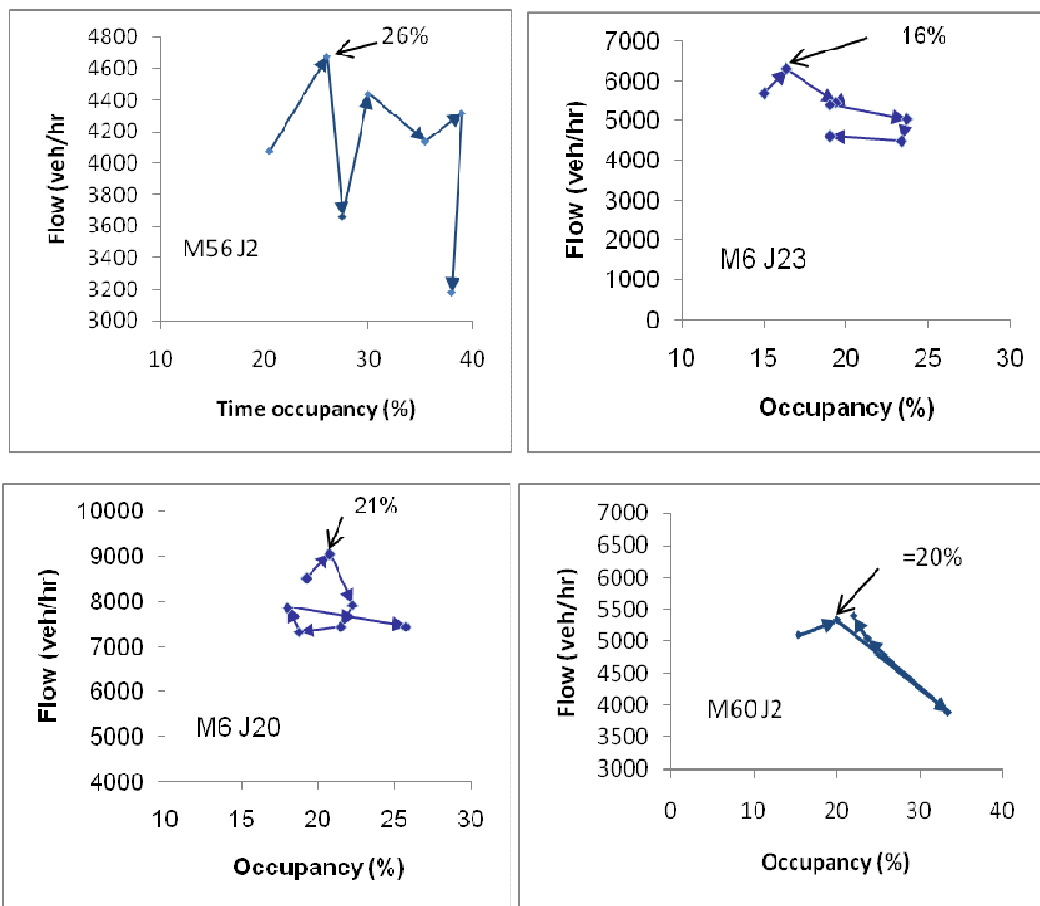 4800
4600
4400
4200
4000
3800
3600
3400
3200
3000
Flow (veh/hr)
26%
M56 J2
10 20 30 40
Time occupancy (%)
7000
6000
5000
4000
3000
2000
1000
0
Flow (veh/hr)
16%
M6 J23
10 15 20 25 30
Occupancy (%)
10000
9000
8000
7000
6000
5000
4000
Flow (veh/hr)
21%
M6 J20
10 20 30
Occupancy (%)
7000
6500
6000
5500
5000
4500
4000
3500
3000
Flow (veh/hr)
=20%
M60 J2
0 10 20 30 40
Occupancy (%)